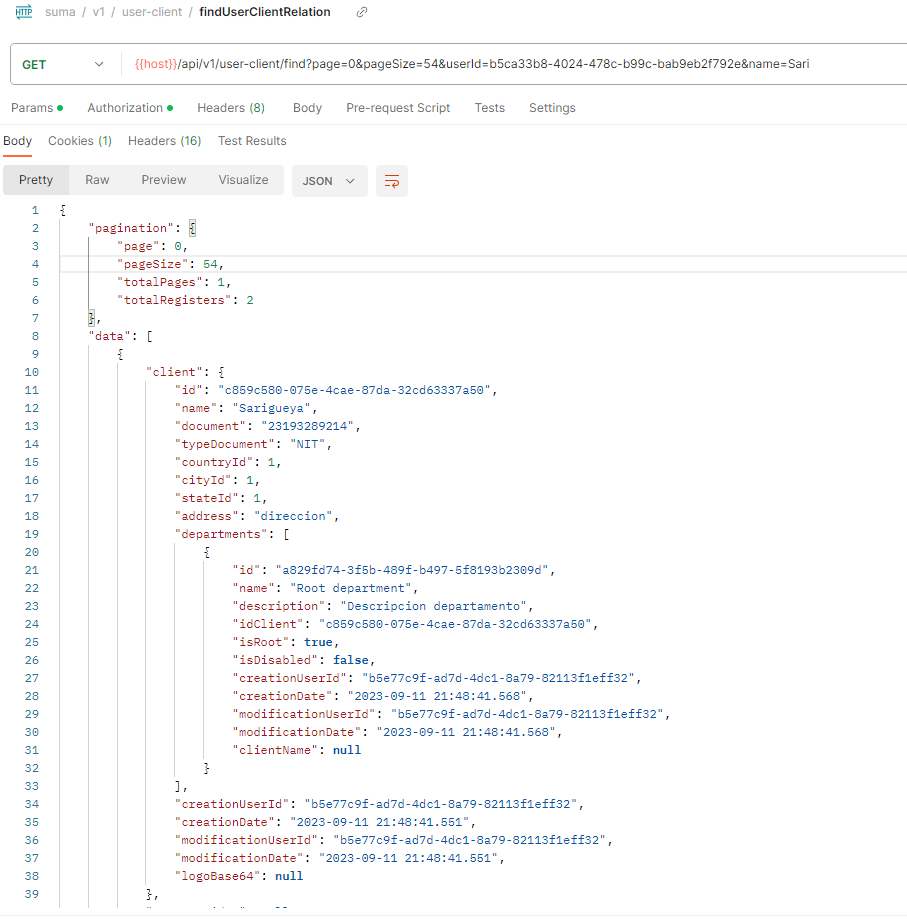 HTTP suma / v1 / user-client / findUserClientRelation
GET {{host}}/api/v1/user-client/find?page=0&pageSize=54&userId=b5ca33b8-4024-478c-b99c-bab9eb2f792e&name=Sari
Params Authorization Headers (8) Body Pre-request Script Tests Settings
Body Cookies (1) Headers (16) Test Results
Pretty Raw Preview Visualize JSON
1 {
2 "pagination": {
3 "page": 0,
4 "pageSize": 54,
5 "totalPages": 1,
6 "totalRegisters": 2
7 },
8 "data": [
9 {
10 "client": {
11 "id": "c859c580-075e-4cae-87da-32cd63337a50",
12 "name": "Sarigueya",
13 "document": "23193289214",
14 "typeDocument": "NIT",
15 "countryId": 1,
16 "cityId": 1,
17 "stateId": 1,
18 "address": "direccion",
19 "departments": [
20 {
21 "id": "a829fd74-3f5b-489f-b497-5f8193b2309d",
22 "name": "Root department",
23 "description": "Descripcion departamento",
24 "idClient": "c859c580-075e-4cae-87da-32cd63337a50",
25 "isRoot": true,
26 "isDisabled": false,
27 "creationUserId": "b5e77c9f-ad7d-4dc1-8a79-82113f1eff32",
28 "creationDate": "2023-09-11 21:48:41.568",
29 "modificationUserId": "b5e77c9f-ad7d-4dc1-8a79-82113f1eff32",
30 "modificationDate": "2023-09-11 21:48:41.568",
31 "clientName": null
32 }
33 ],
34 "creationUserId": "b5e77c9f-ad7d-4dc1-8a79-82113f1eff32",
35 "creationDate": "2023-09-11 21:48:41.551",
36 "modificationUserId": "b5e77c9f-ad7d-4dc1-8a79-82113f1eff32",
37 "modificationDate": "2023-09-11 21:48:41.551",
38 "logoBase64": null
39 },